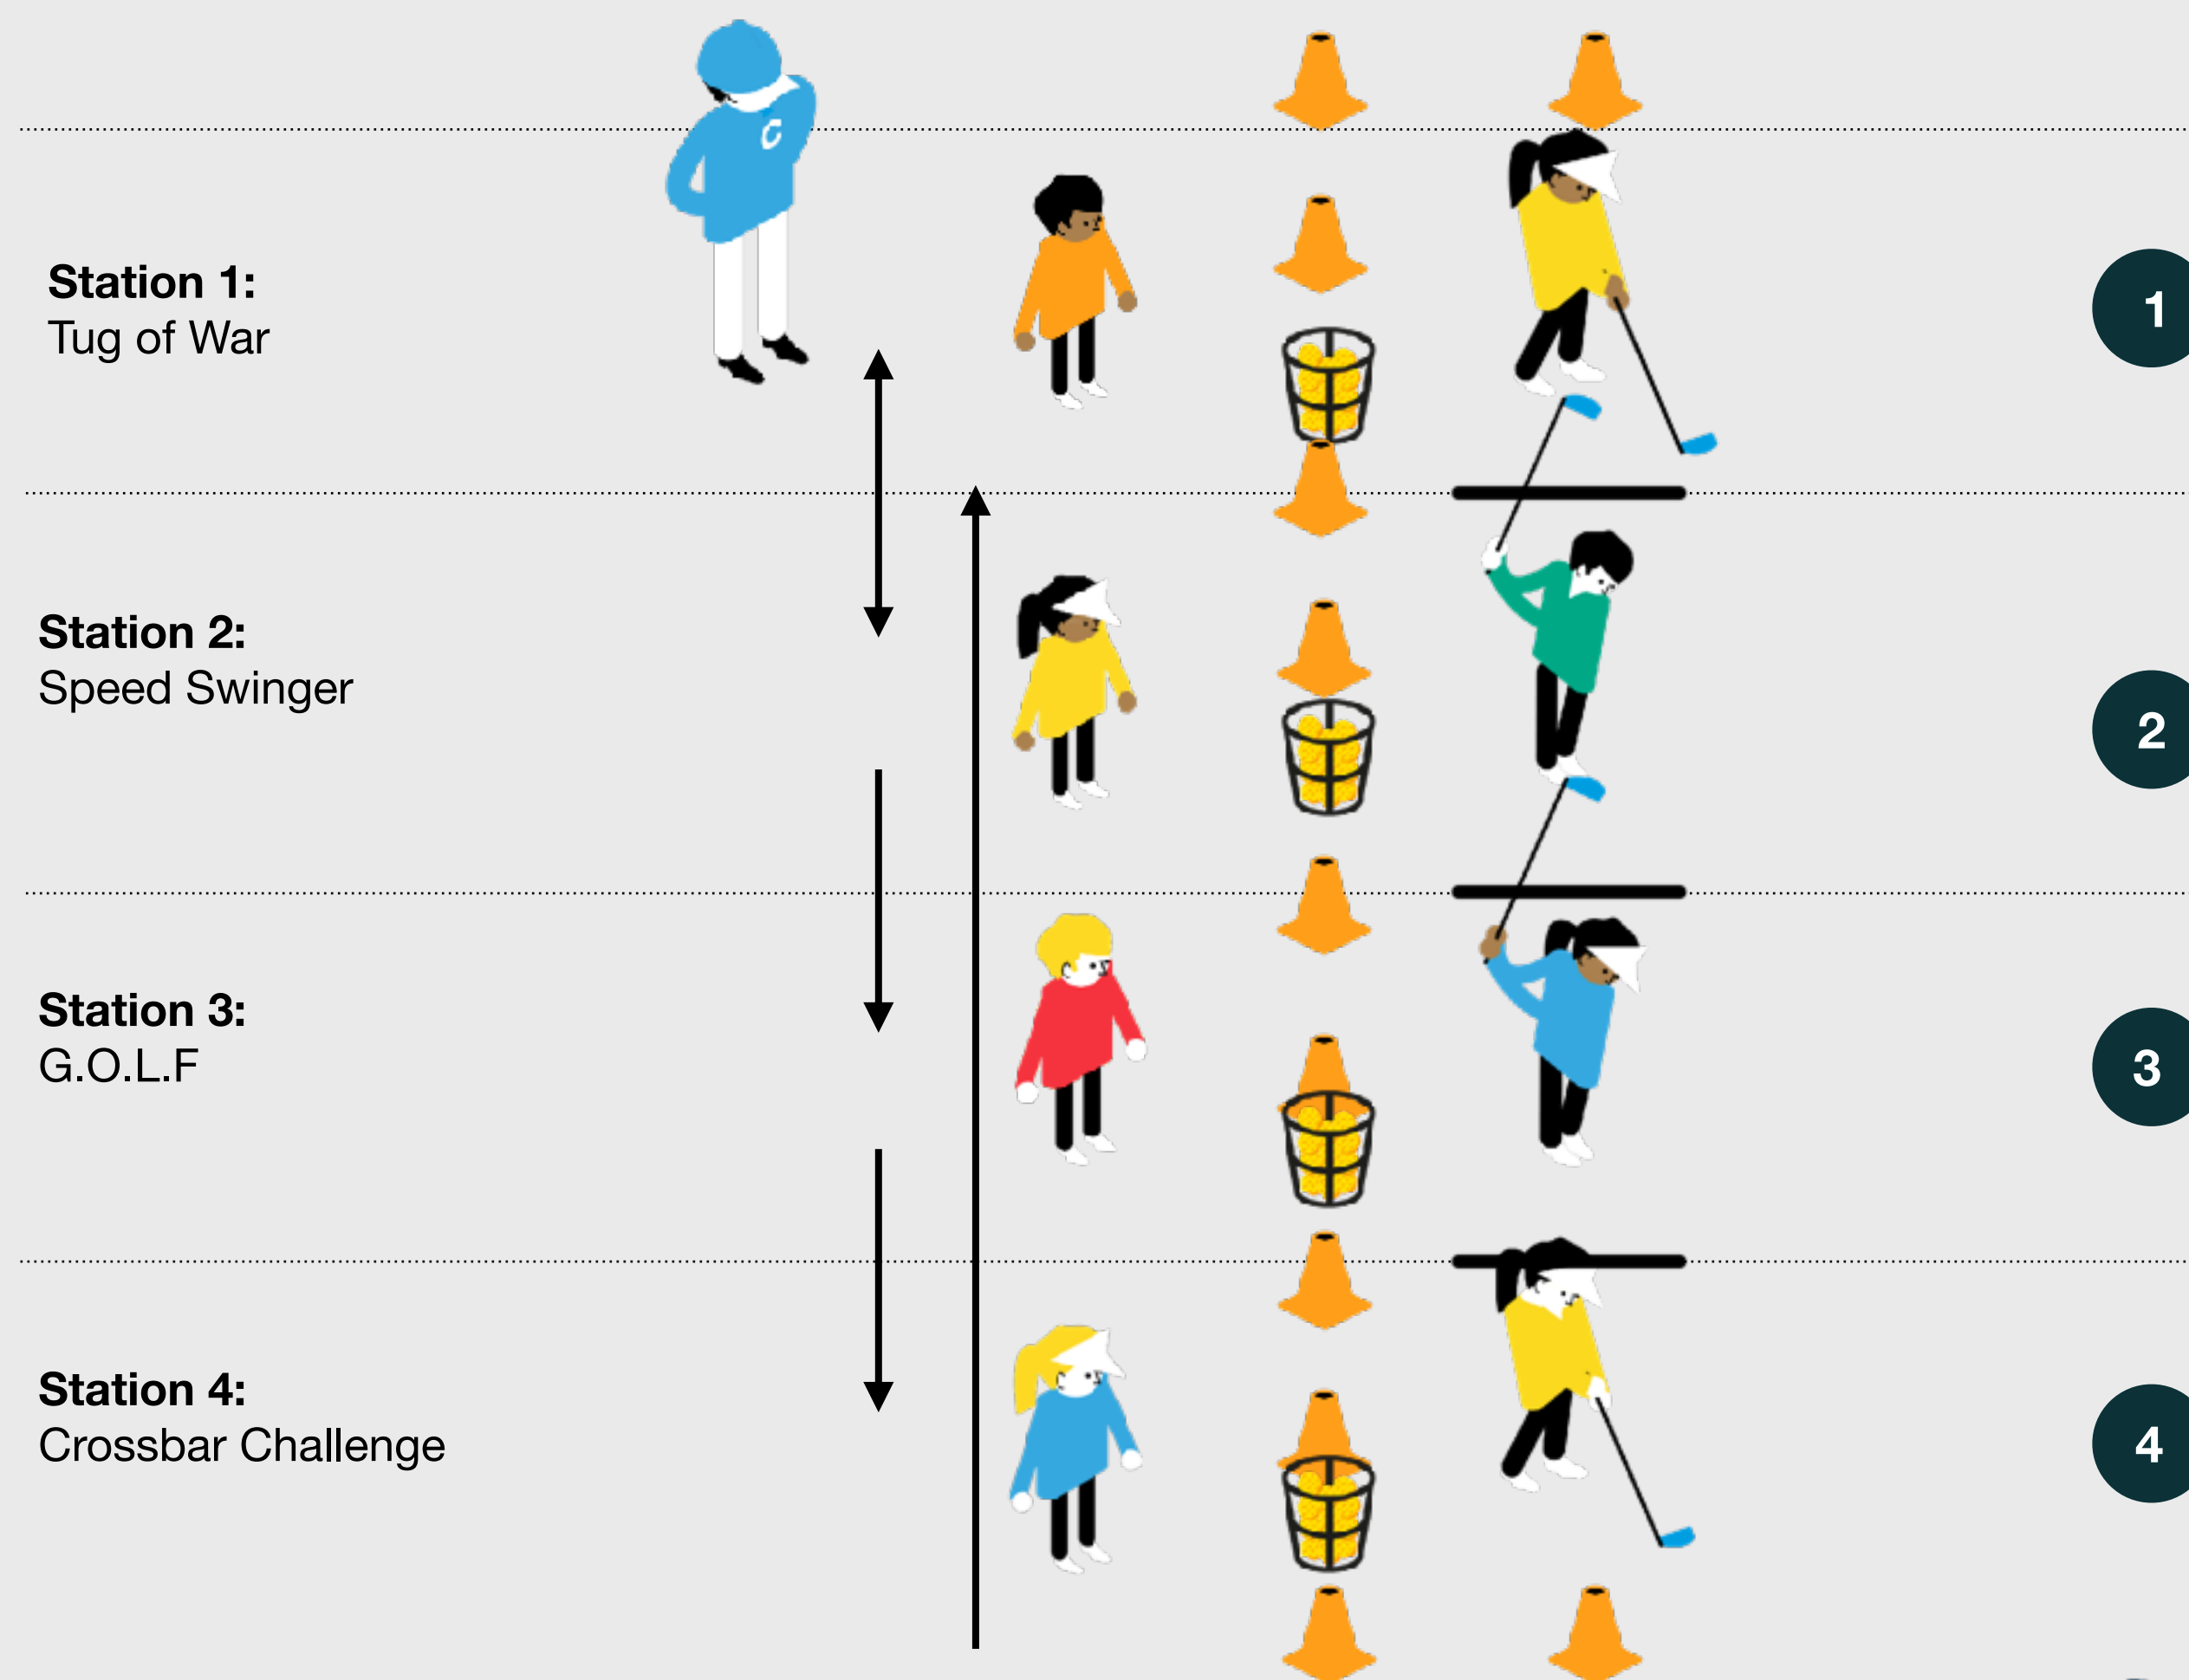 Station 1:
Tug of War
1
Station 2:
Speed Swinger
2
Station 3:
G.O.L.F
3
Station 4:
Crossbar Challenge
4